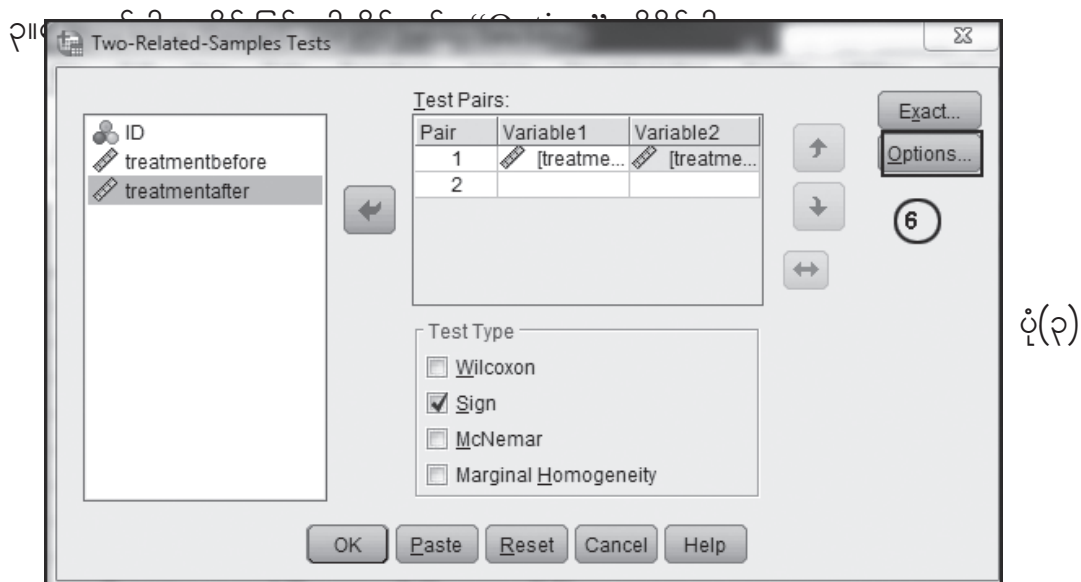 ၃။
Two-Related-Samples Tests
Test Pairs:
Exact...
ID
Pair Variable1 Variable2
treatmentbefore
1 [treatme... [treatme...
Options...
treatmentafter
2
6
ပုံ(၃)
Test Type
Wilcoxon
Sign
McNemar
Marginal Homogeneity
OK Paste Reset Cancel Help